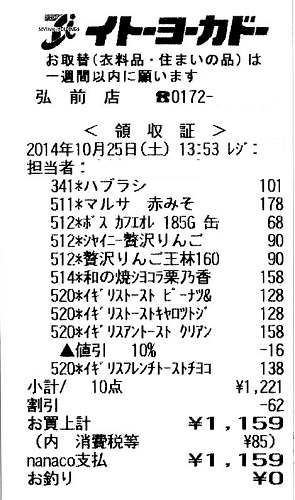 イトーヨーカドー
お取替(衣料品・住まいの品)は
一週間以内に願います
弘前店 ☎0172-
＜ 領収証 ＞
2014年10月25日(土) 13:53 ﾚｼﾞ:
担当者:
341*ハブラシ 101
511*マルサ 赤みそ 178
512*ﾎﾞｽ ｶﾌｴｵﾚ 185G 缶 68
512*ｼﾔｲﾆｰ贅沢りんご 90
512*贅沢りんご王林160 90
514*和の焼ｼﾖｺﾗ栗乃香 158
520*ｲｷﾞﾘｽﾄｰｽﾄ ﾋﾟｰﾅﾂ& 128
520*ｲｷﾞﾘｽﾄｰｽﾄｷﾔﾛﾂﾄｼﾞ 128
520*ｲｷﾞﾘｽｱﾝﾄｰｽﾄ ｸﾘｱﾝ 158
▲値引 10% -16
520*ｲｷﾞﾘｽﾌﾚﾝﾁﾄｰｽﾄﾁﾖｺ 138
小計/ 10点 ¥1,221
割引 -62
お買上計 ¥1,159
(内 消費税等 ¥85)
nanaco支払 ¥1,159
お釣り ¥0